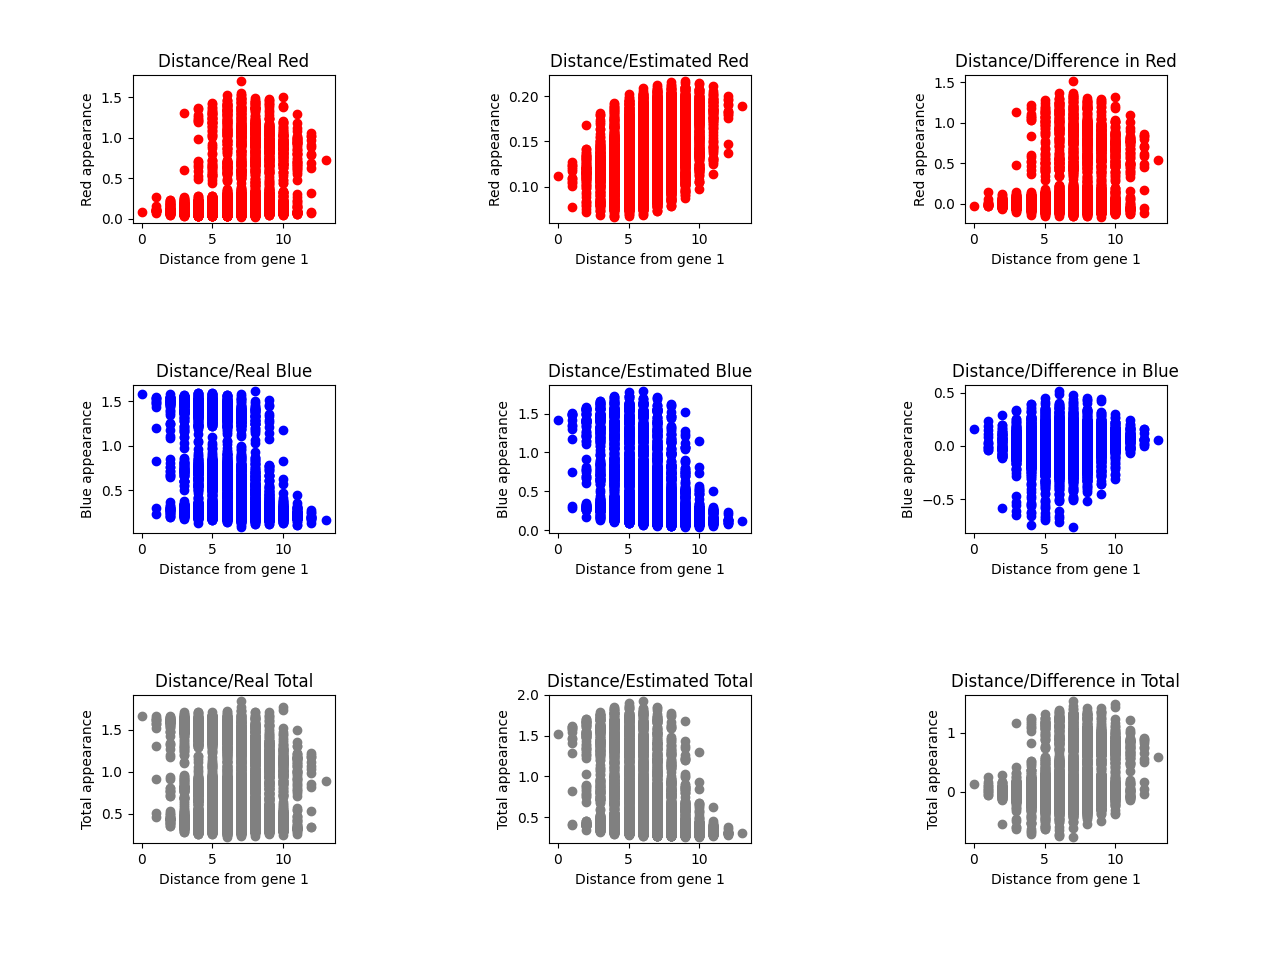 Distance/Real Red
Red appearance
1.5
1.0
0.5
0.0
0 5 10
Distance from gene 1
Distance/Estimated Red
Red appearance
0.20
0.15
0.10
0 5 10
Distance from gene 1
Distance/Difference in Red
Red appearance
1.5
1.0
0.5
0.0
0 5 10
Distance from gene 1
Distance/Real Blue
Blue appearance
1.5
1.0
0.5
0 5 10
Distance from gene 1
Distance/Estimated Blue
Blue appearance
1.5
1.0
0.5
0.0
0 5 10
Distance from gene 1
Distance/Difference in Blue
Blue appearance
0.5
0.0
−0.5
0 5 10
Distance from gene 1
Distance/Real Total
Total appearance
1.5
1.0
0.5
0 5 10
Distance from gene 1
Distance/Estimated Total
Total appearance
2.0
1.5
1.0
0.5
0 5 10
Distance from gene 1
Distance/Difference in Total
Total appearance
1
0
0 5 10
Distance from gene 1